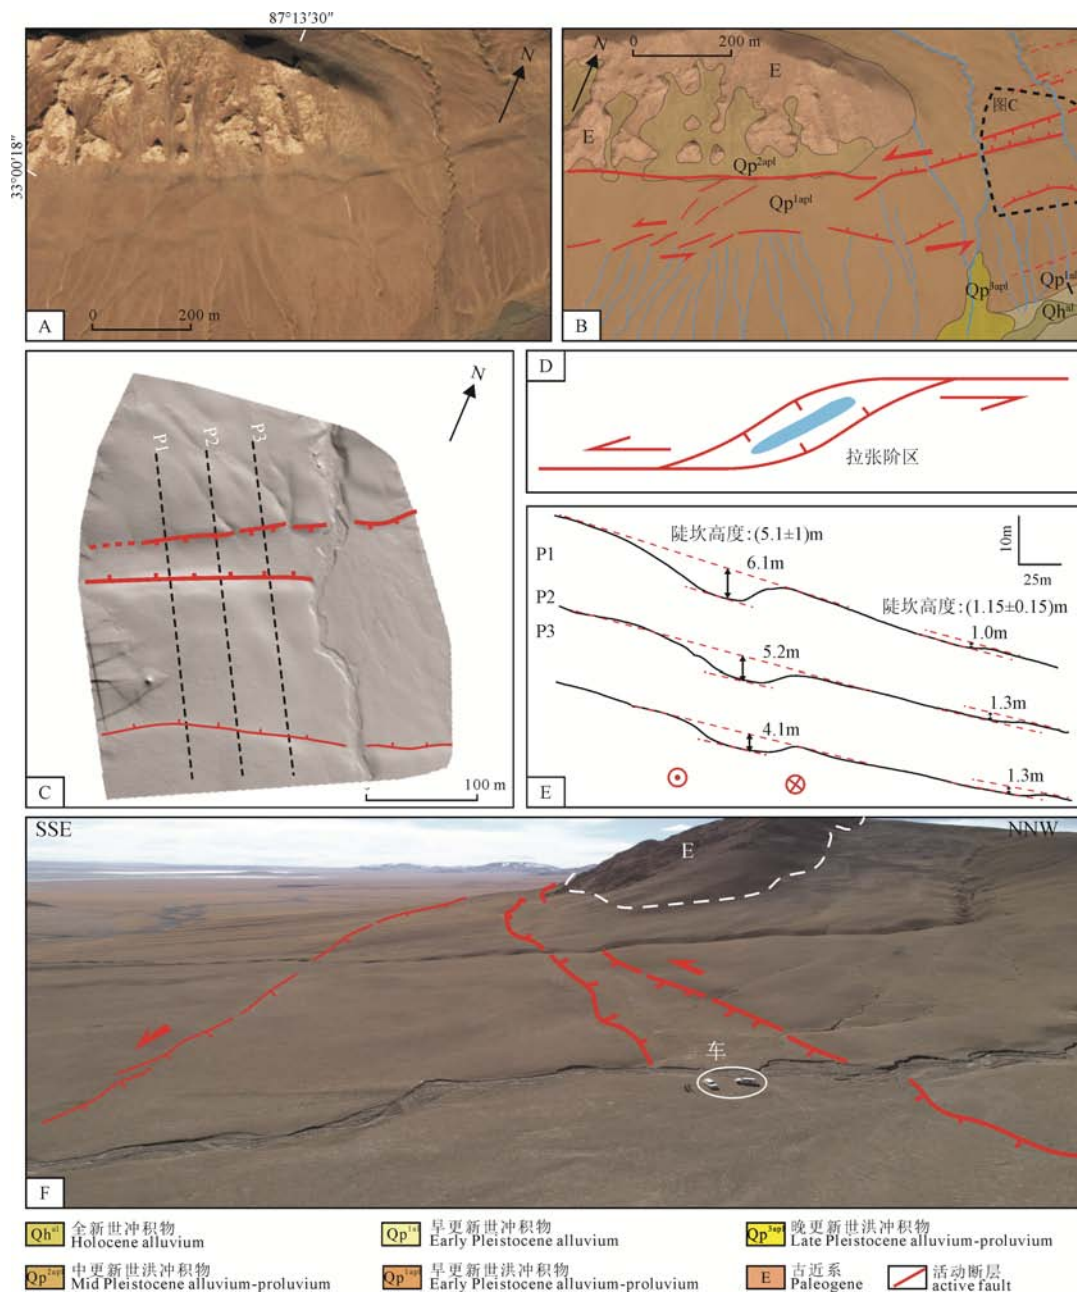 87°13′30″
33°00′18″
N
0 200 m
A
N
0 200 m
E
E
图C
Qp2apl
Qp1apl
Qp3apl
Qp1al
Qhal
B
N
P1
P2
P3
100 m
C
D
拉张阶区
P1
P2
P3
陡坎高度:(5.1±1)m
6.1m
10m
25m
陡坎高度:(1.15±0.15)m
1.0m
5.2m
1.3m
4.1m
1.3m
E
SSE
NNW
E
车
F
Qhal 全新世冲积物
Holocene alluvium
Qp1al 早更新世冲积物
Early Pleistocene alluvium
Qp3apl 晚更新世洪冲积物
Late Pleistocene alluvium-proluvium
Qp2apl 中更新世洪冲积物
Mid Pleistocene alluvium-proluvium
Qp1apl 早更新世洪冲积物
Early Pleistocene alluvium-proluvium
E 古近系
Paleogene
活动断层
active fault